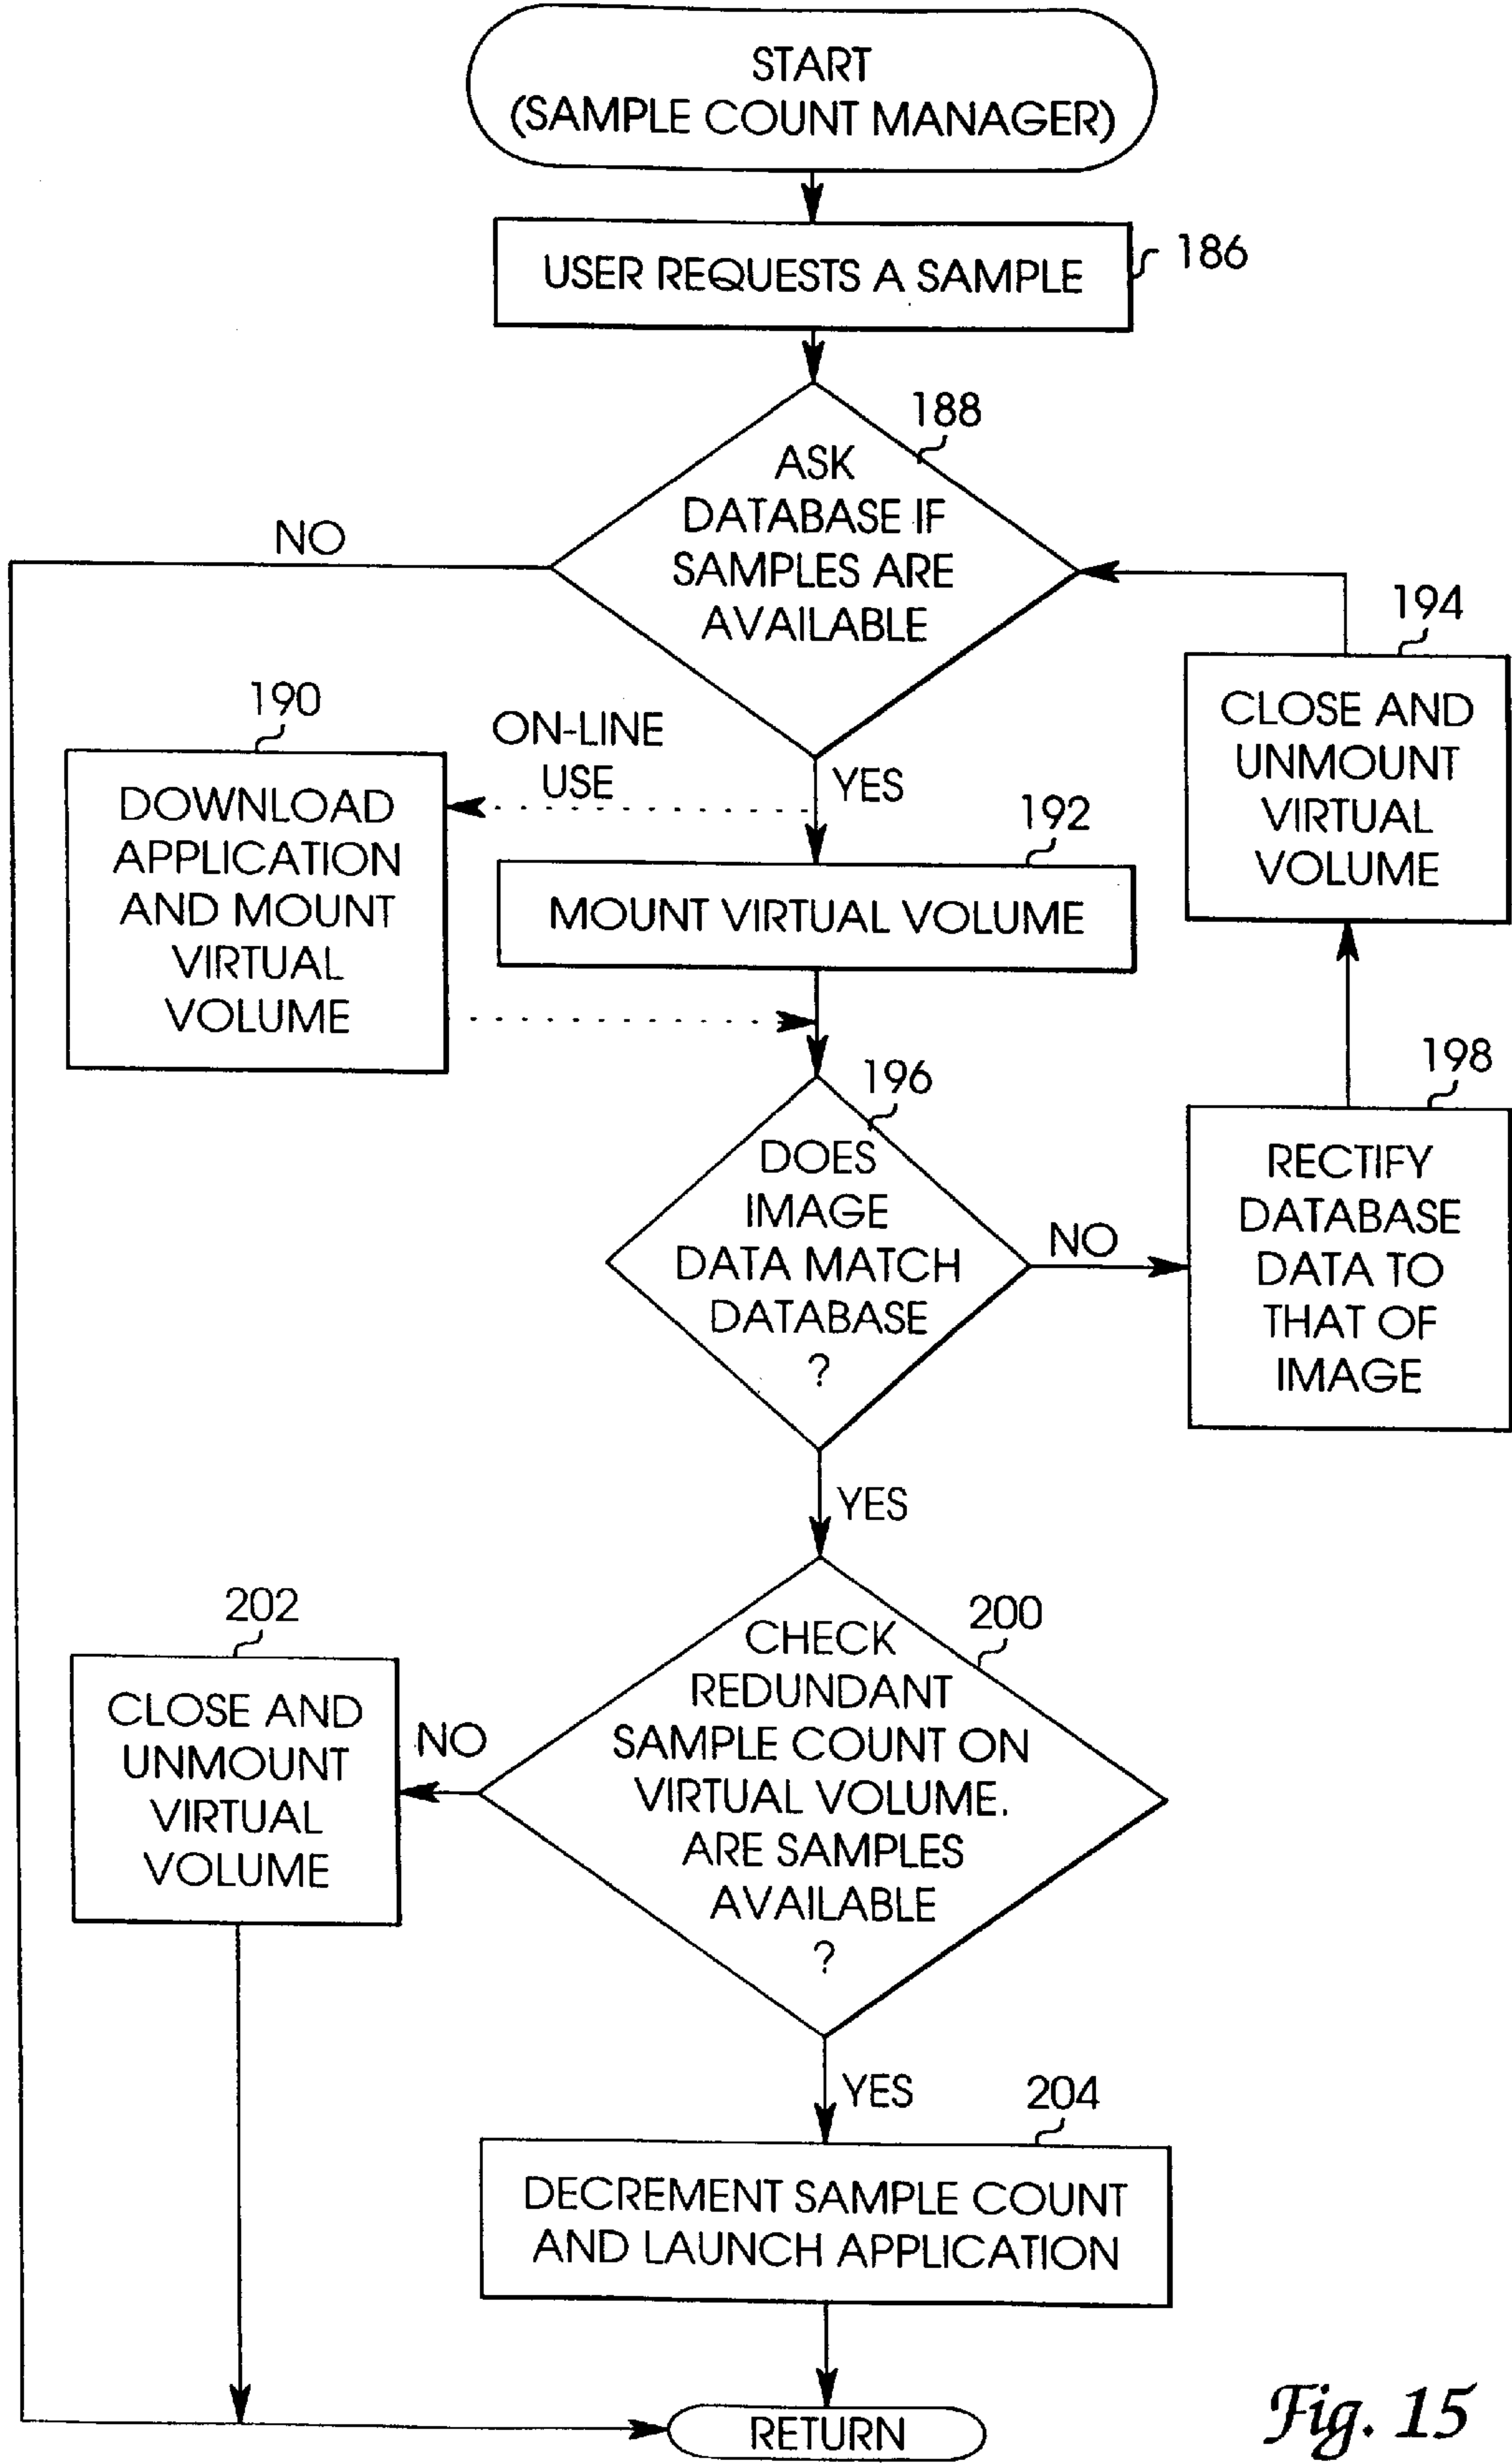 START
(SAMPLE COUNT MANAGER)
USER REQUESTS A SAMPLE
186
188
ASK
DATABASE IF
SAMPLES ARE
AVAILABLE
NO
YES
ON-LINE
USE
190
DOWNLOAD
APPLICATION
AND MOUNT
VIRTUAL
VOLUME
192
MOUNT VIRTUAL VOLUME
194
CLOSE AND
UNMOUNT
VIRTUAL
VOLUME
196
DOES
IMAGE
DATA MATCH
DATABASE
?
NO
198
RECTIFY
DATABASE
DATA TO
THAT OF
IMAGE
YES
200
CHECK
REDUNDANT
SAMPLE COUNT ON
VIRTUAL VOLUME.
ARE SAMPLES
AVAILABLE
?
NO
202
CLOSE AND
UNMOUNT
VIRTUAL
VOLUME
YES
204
DECREMENT SAMPLE COUNT
AND LAUNCH APPLICATION
RETURN
Fig. 15